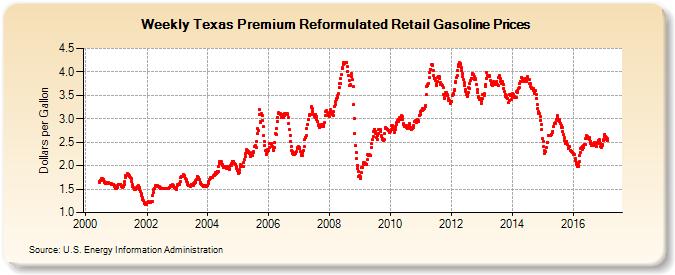 Weekly Texas Premium Reformulated Retail Gasoline Prices
Dollars per Gallon
4.5
4.0
3.5
3.0
2.5
2.0
1.5
1.0
2000 2002 2004 2006 2008 2010 2012 2014 2016
Source: U.S. Energy Information Administration